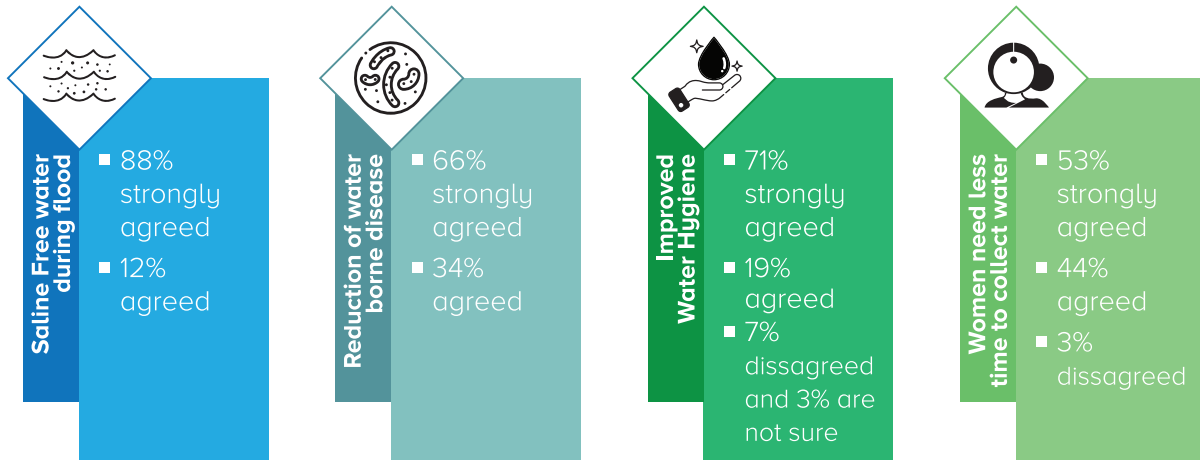 Saline Free water
during flood
88%
strongly
agreed
12%
agreed
Reduction of water
borne disease
66%
strongly
agreed
34%
agreed
Improved
Water Hygiene
71%
strongly
agreed
19%
agreed
7%
dissagreed
and 3% are
not sure
Women need less
time to collect water
53%
strongly
agreed
44%
agreed
3%
dissagreed